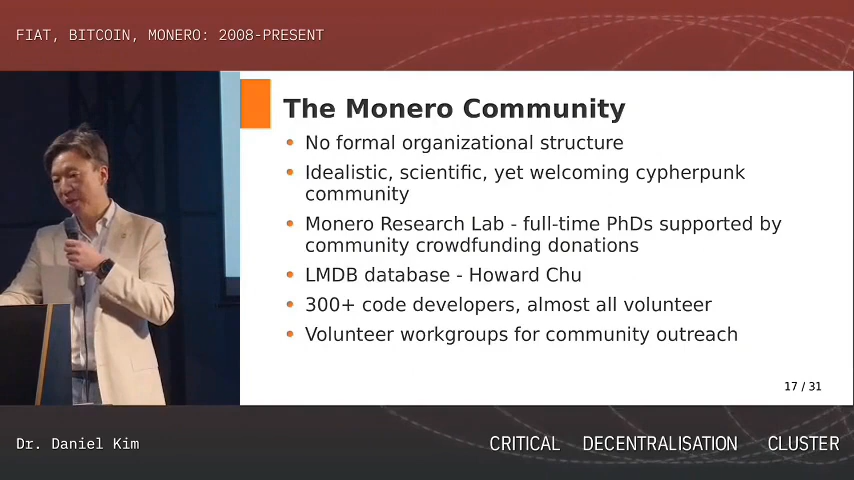 FIAT, BITCOIN, MONERO: 2008-PRESENT
The Monero Community
• No formal organizational structure
• Idealistic, scientific, yet welcoming cypherpunk
community
• Monero Research Lab - full-time PhDs supported by
community crowdfunding donations
• LMDB database - Howard Chu
• 300+ code developers, almost all volunteer
• Volunteer workgroups for community outreach
17 / 31
Dr. Daniel Kim
CRITICAL DECENTRALISATION CLUSTER